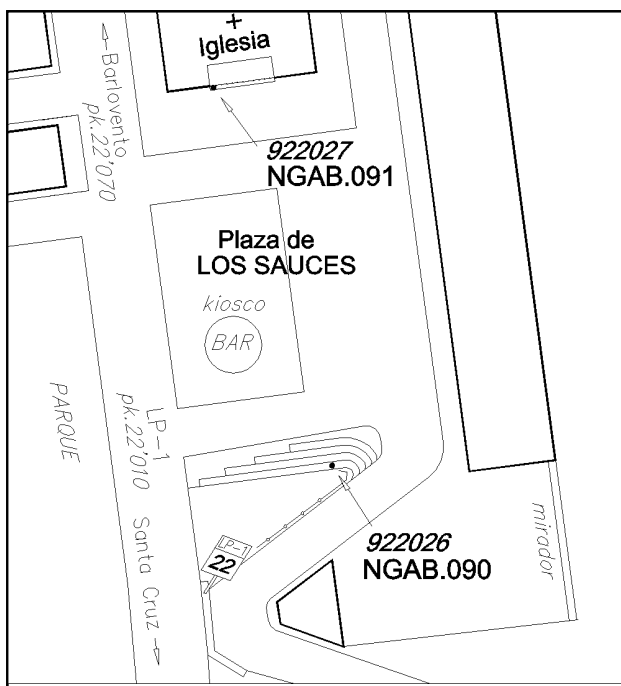 +
Iglesia
←Barlovento
pk.22'070
922027
NGAB.091
Plaza de
LOS SAUCES
kiosco
BAR
PARQUE
LP-1
pk.22'010
Santa Cruz→
LP-1
22
922026
NGAB.090
mirador